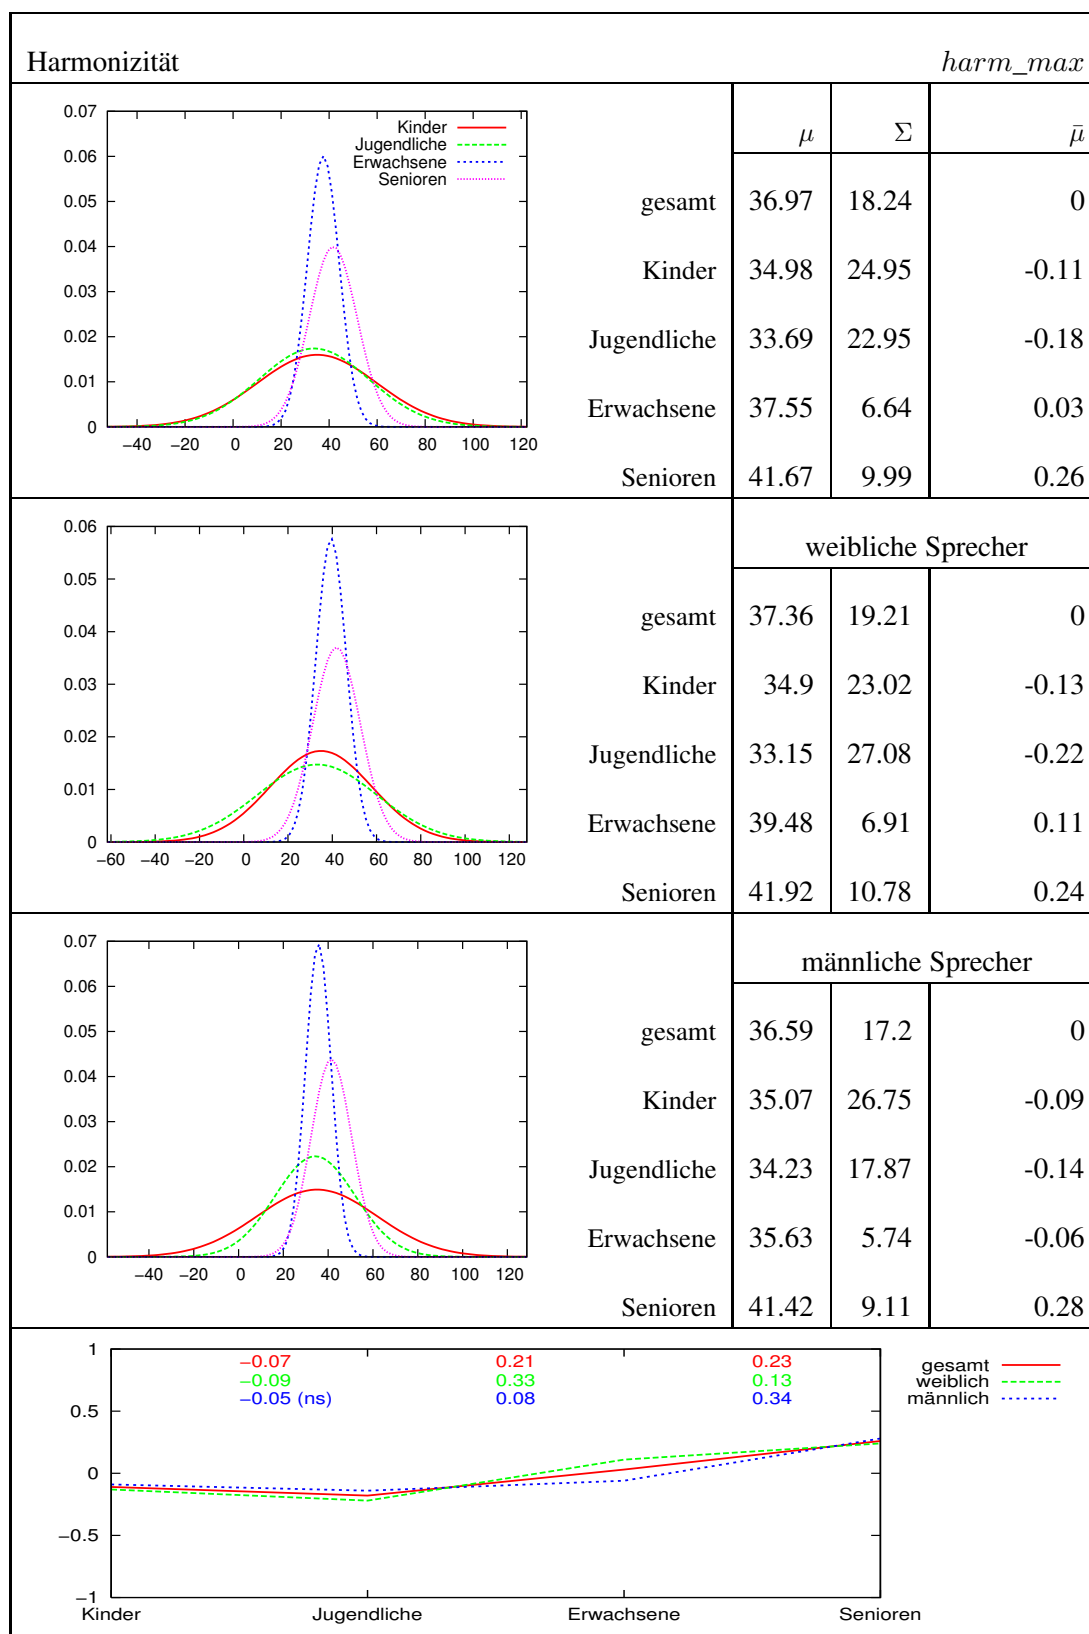 Harmonizität harm_max
μ Σ μ̄
0.07
0.06
0.05
0.04
0.03
0.02
0.01
0
−40 −20 0 20 40 60 80 100 120
Kinder
Jugendliche
Erwachsene
Senioren
gesamt 36.97 18.24 0
Kinder 34.98 24.95 -0.11
Jugendliche 33.69 22.95 -0.18
Erwachsene 37.55 6.64 0.03
Senioren 41.67 9.99 0.26
0.06
0.05
0.04
0.03
0.02
0.01
0
−60 −40 −20 0 20 40 60 80 100 120
weibliche Sprecher
gesamt 37.36 19.21 0
Kinder 34.9 23.02 -0.13
Jugendliche 33.15 27.08 -0.22
Erwachsene 39.48 6.91 0.11
Senioren 41.92 10.78 0.24
0.07
0.06
0.05
0.04
0.03
0.02
0.01
0
−40 −20 0 20 40 60 80 100 120
männliche Sprecher
gesamt 36.59 17.2 0
Kinder 35.07 26.75 -0.09
Jugendliche 34.23 17.87 -0.14
Erwachsene 35.63 5.74 -0.06
Senioren 41.42 9.11 0.28
1
0.5
0
−0.5
−1
−0.07 0.21 0.23
−0.09 0.33 0.13
−0.05 (ns) 0.08 0.34
gesamt
weiblich
männlich
Kinder Jugendliche Erwachsene Senioren